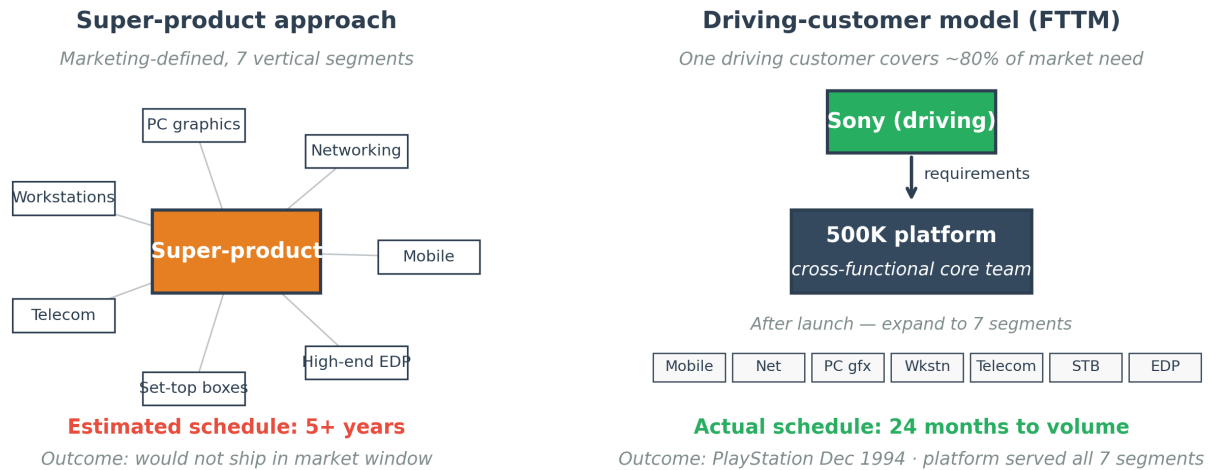 Super-product approach
Marketing-defined, 7 vertical segments
PC graphics
Networking
Workstations
Super-product
Mobile
Telecom
High-end EDP
Set-top boxes
Estimated schedule: 5+ years
Outcome: would not ship in market window
Driving-customer model (FTTM)
One driving customer covers ~80% of market need
Sony (driving)
requirements
500K platform
cross-functional core team
After launch — expand to 7 segments
Mobile
Net
PC gfx
Wkstn
Telecom
STB
EDP
Actual schedule: 24 months to volume
Outcome: PlayStation Dec 1994 · platform served all 7 segments